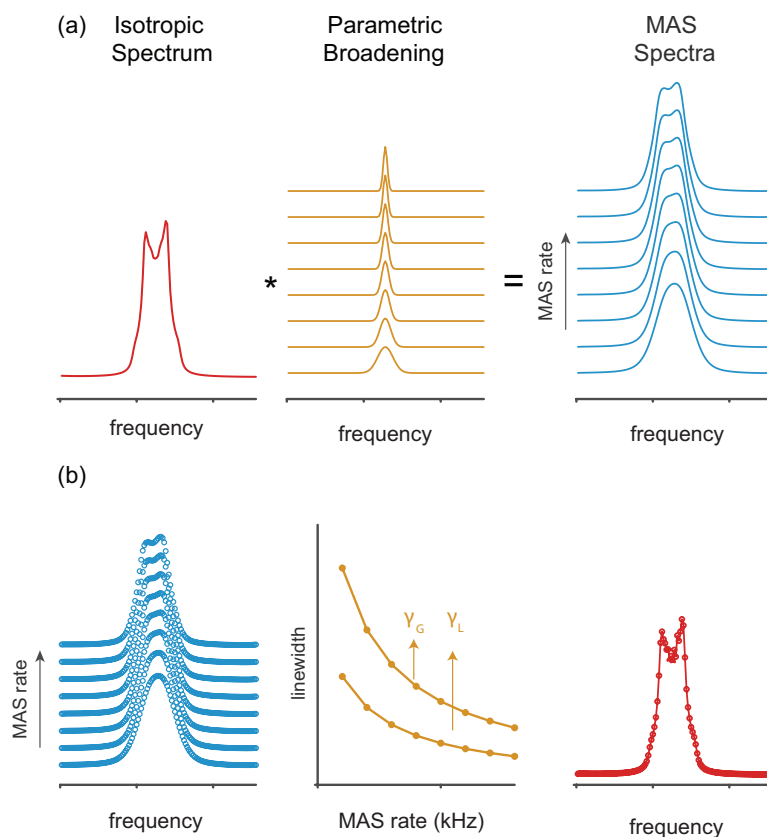 (a)
Isotropic
Spectrum
Parametric
Broadening
MAS
Spectra
*
=
MAS rate
frequency
frequency
frequency
(b)
MAS rate
frequency
linewidth
γG
γL
MAS rate (kHz)
frequency